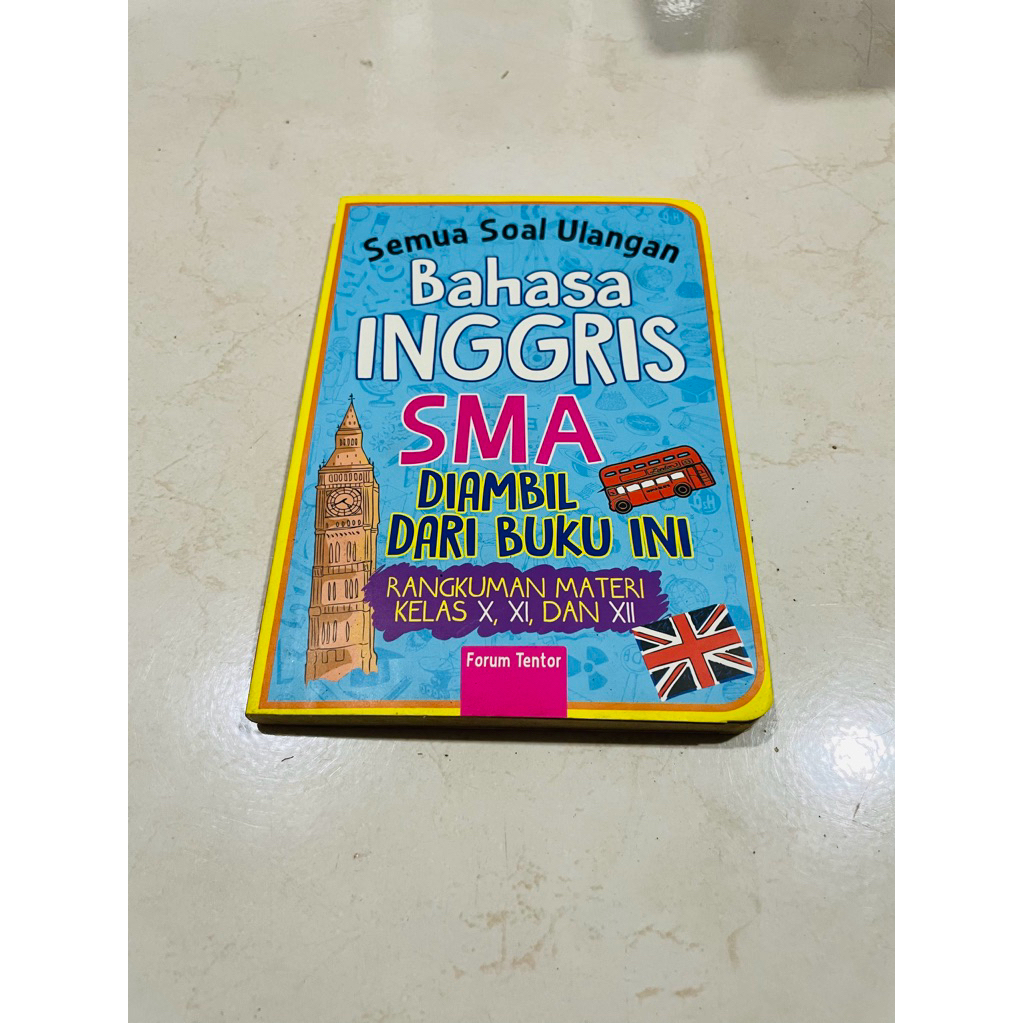 Semua Soal Ulangan
Bahasa
INGGRIS
SMA
DIAMBIL
DARI BUKU INI
RANGKUMAN MATERI
KELAS X, XI, DAN XII
Forum Tentor